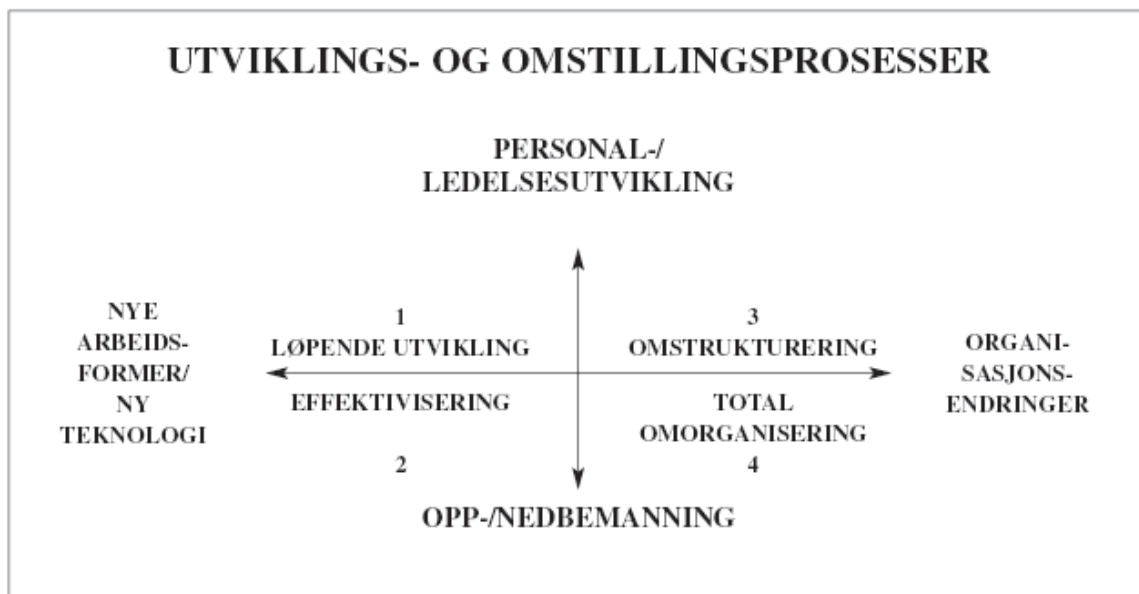 UTVIKLINGS- OG OMSTILLINGSPROSESSER
PERSONAL-/
LEDELSESUTVIKLING
NYE
ARBEIDS-
FORMER/
NY
TEKNOLOGI
1
LØPENDE UTVIKLING
3
OMSTRUKTURERING
EFFEKTIVISERING
2
TOTAL
OMORGANISERING
4
ORGANI-
SASJONS-
ENDRINGER
OPP-/NEDBEMANNING